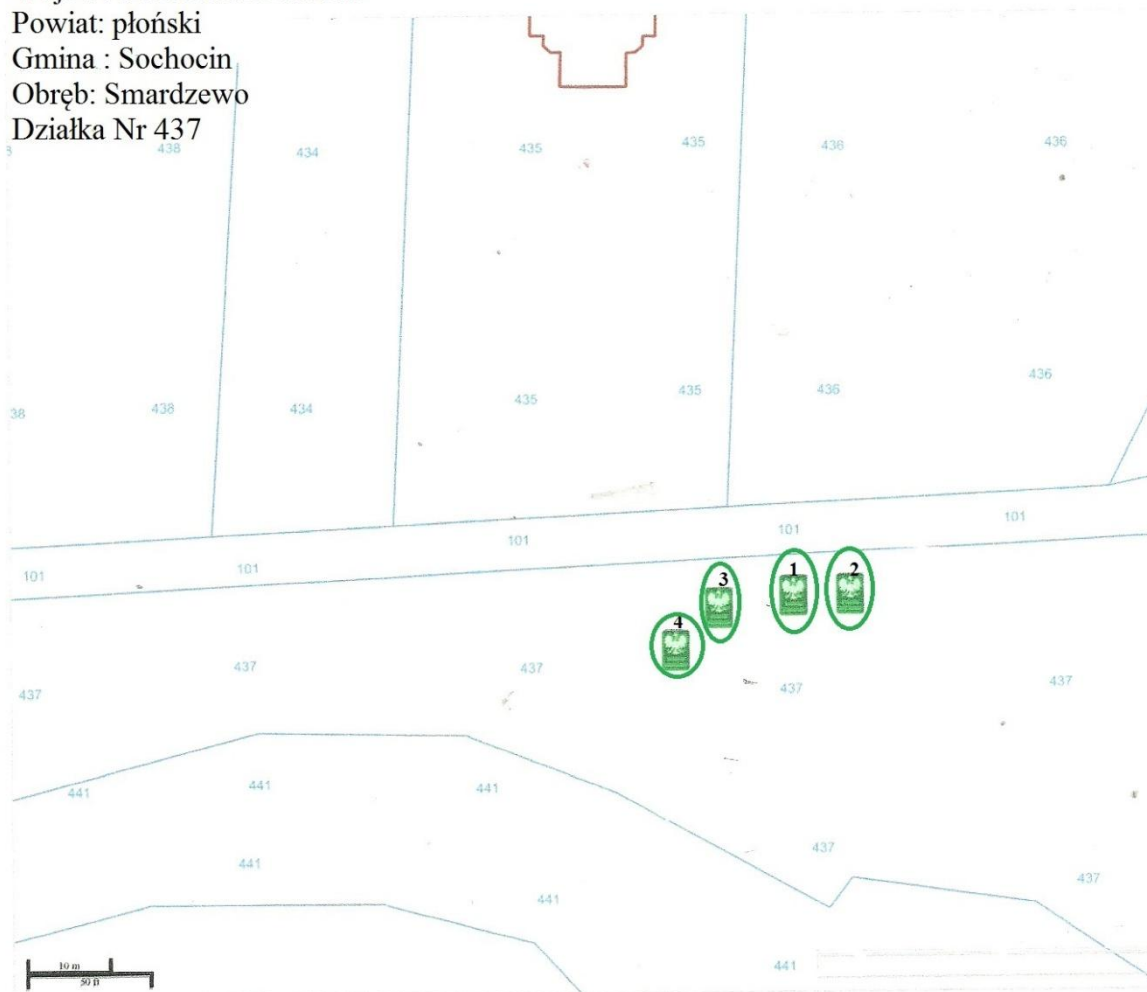 Powiat: płoński
Gmina : Sochocin
Obręb: Smardzewo
Działka Nr 437
438 434 435 435 436 436
38 438 434 435 435 436 436
101 101 101 101 101
3 1 2
4
437 437 437 437 437
441 441 441
437
441 437
441
441
10 m
50 ft